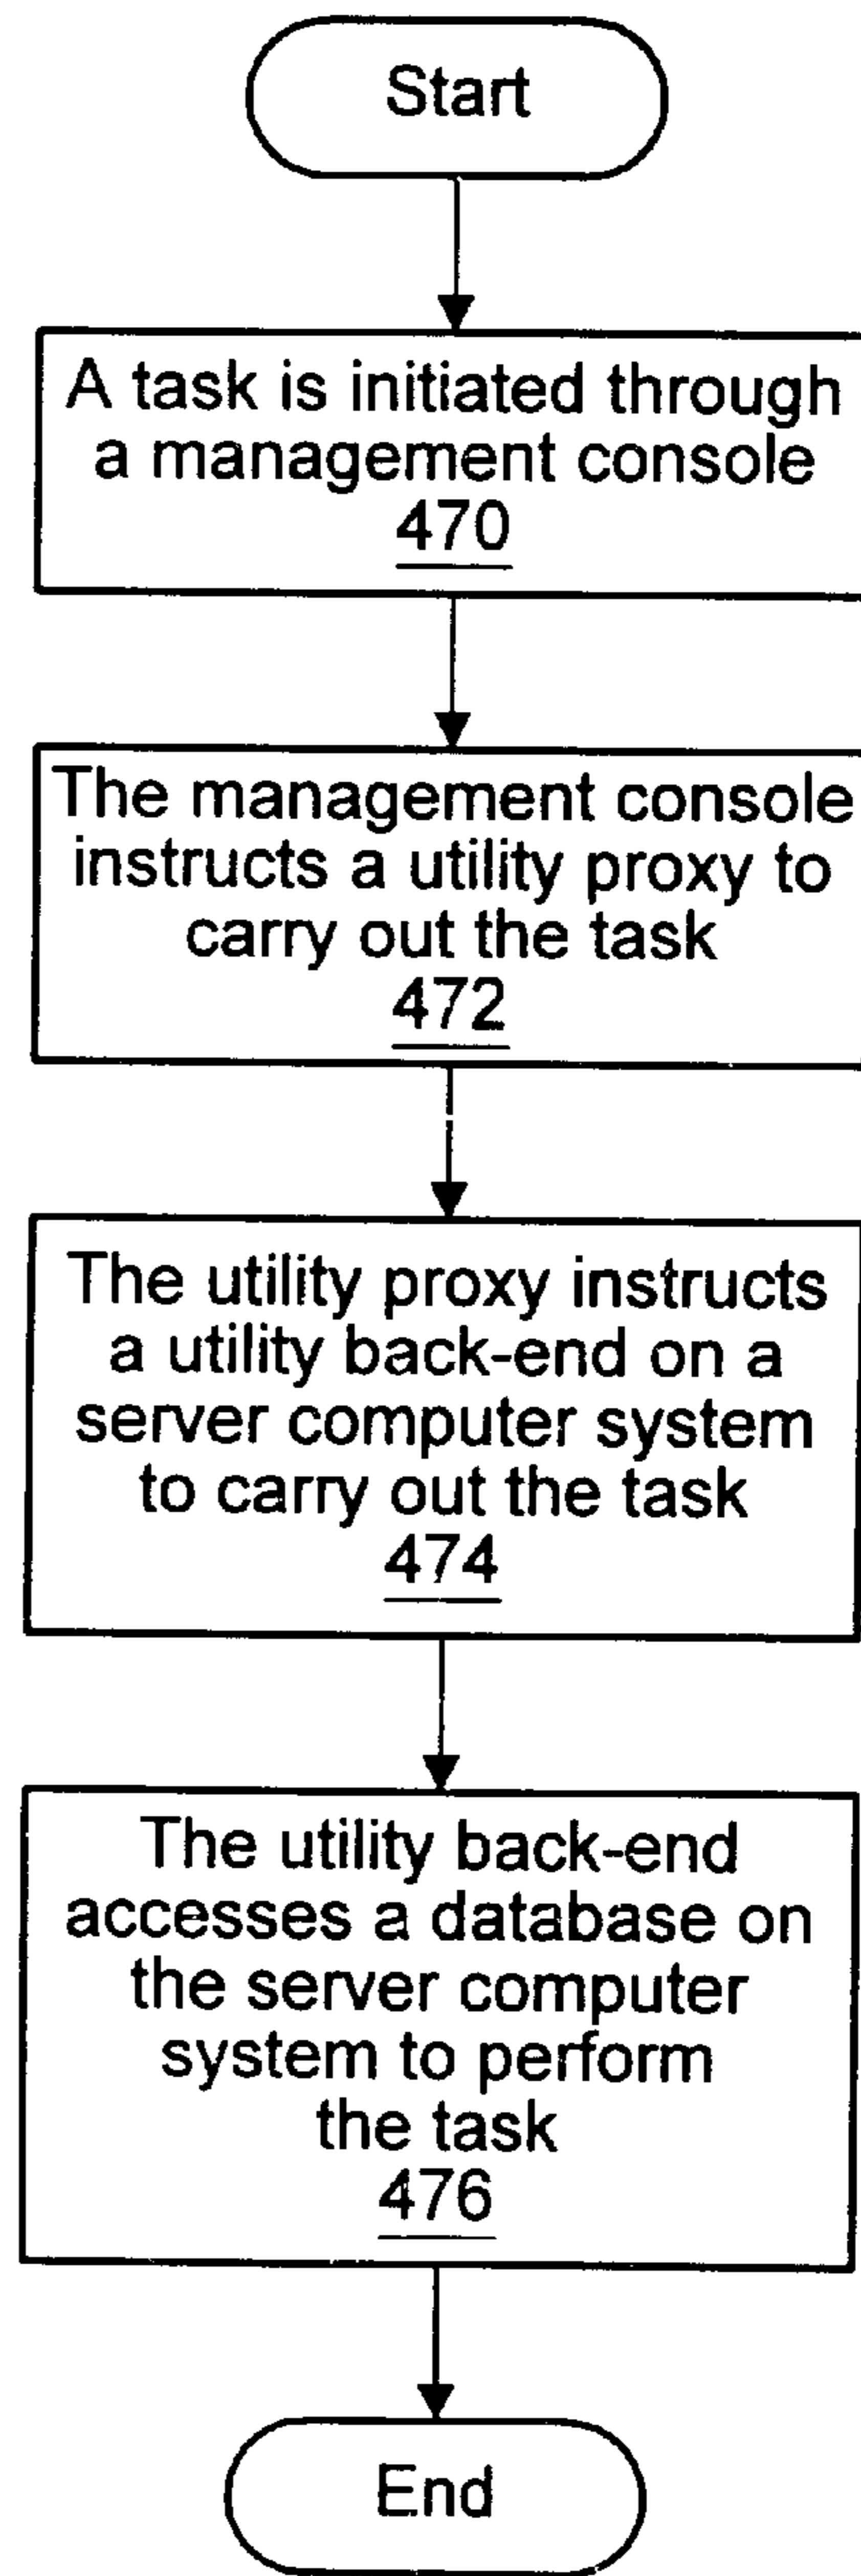 Start
A task is initiated through
a management console
470
The management console
instructs a utility proxy to
carry out the task
472
The utility proxy instructs
a utility back-end on a
server computer system
to carry out the task
474
The utility back-end
accesses a database on
the server computer
system to perform
the task
476
End